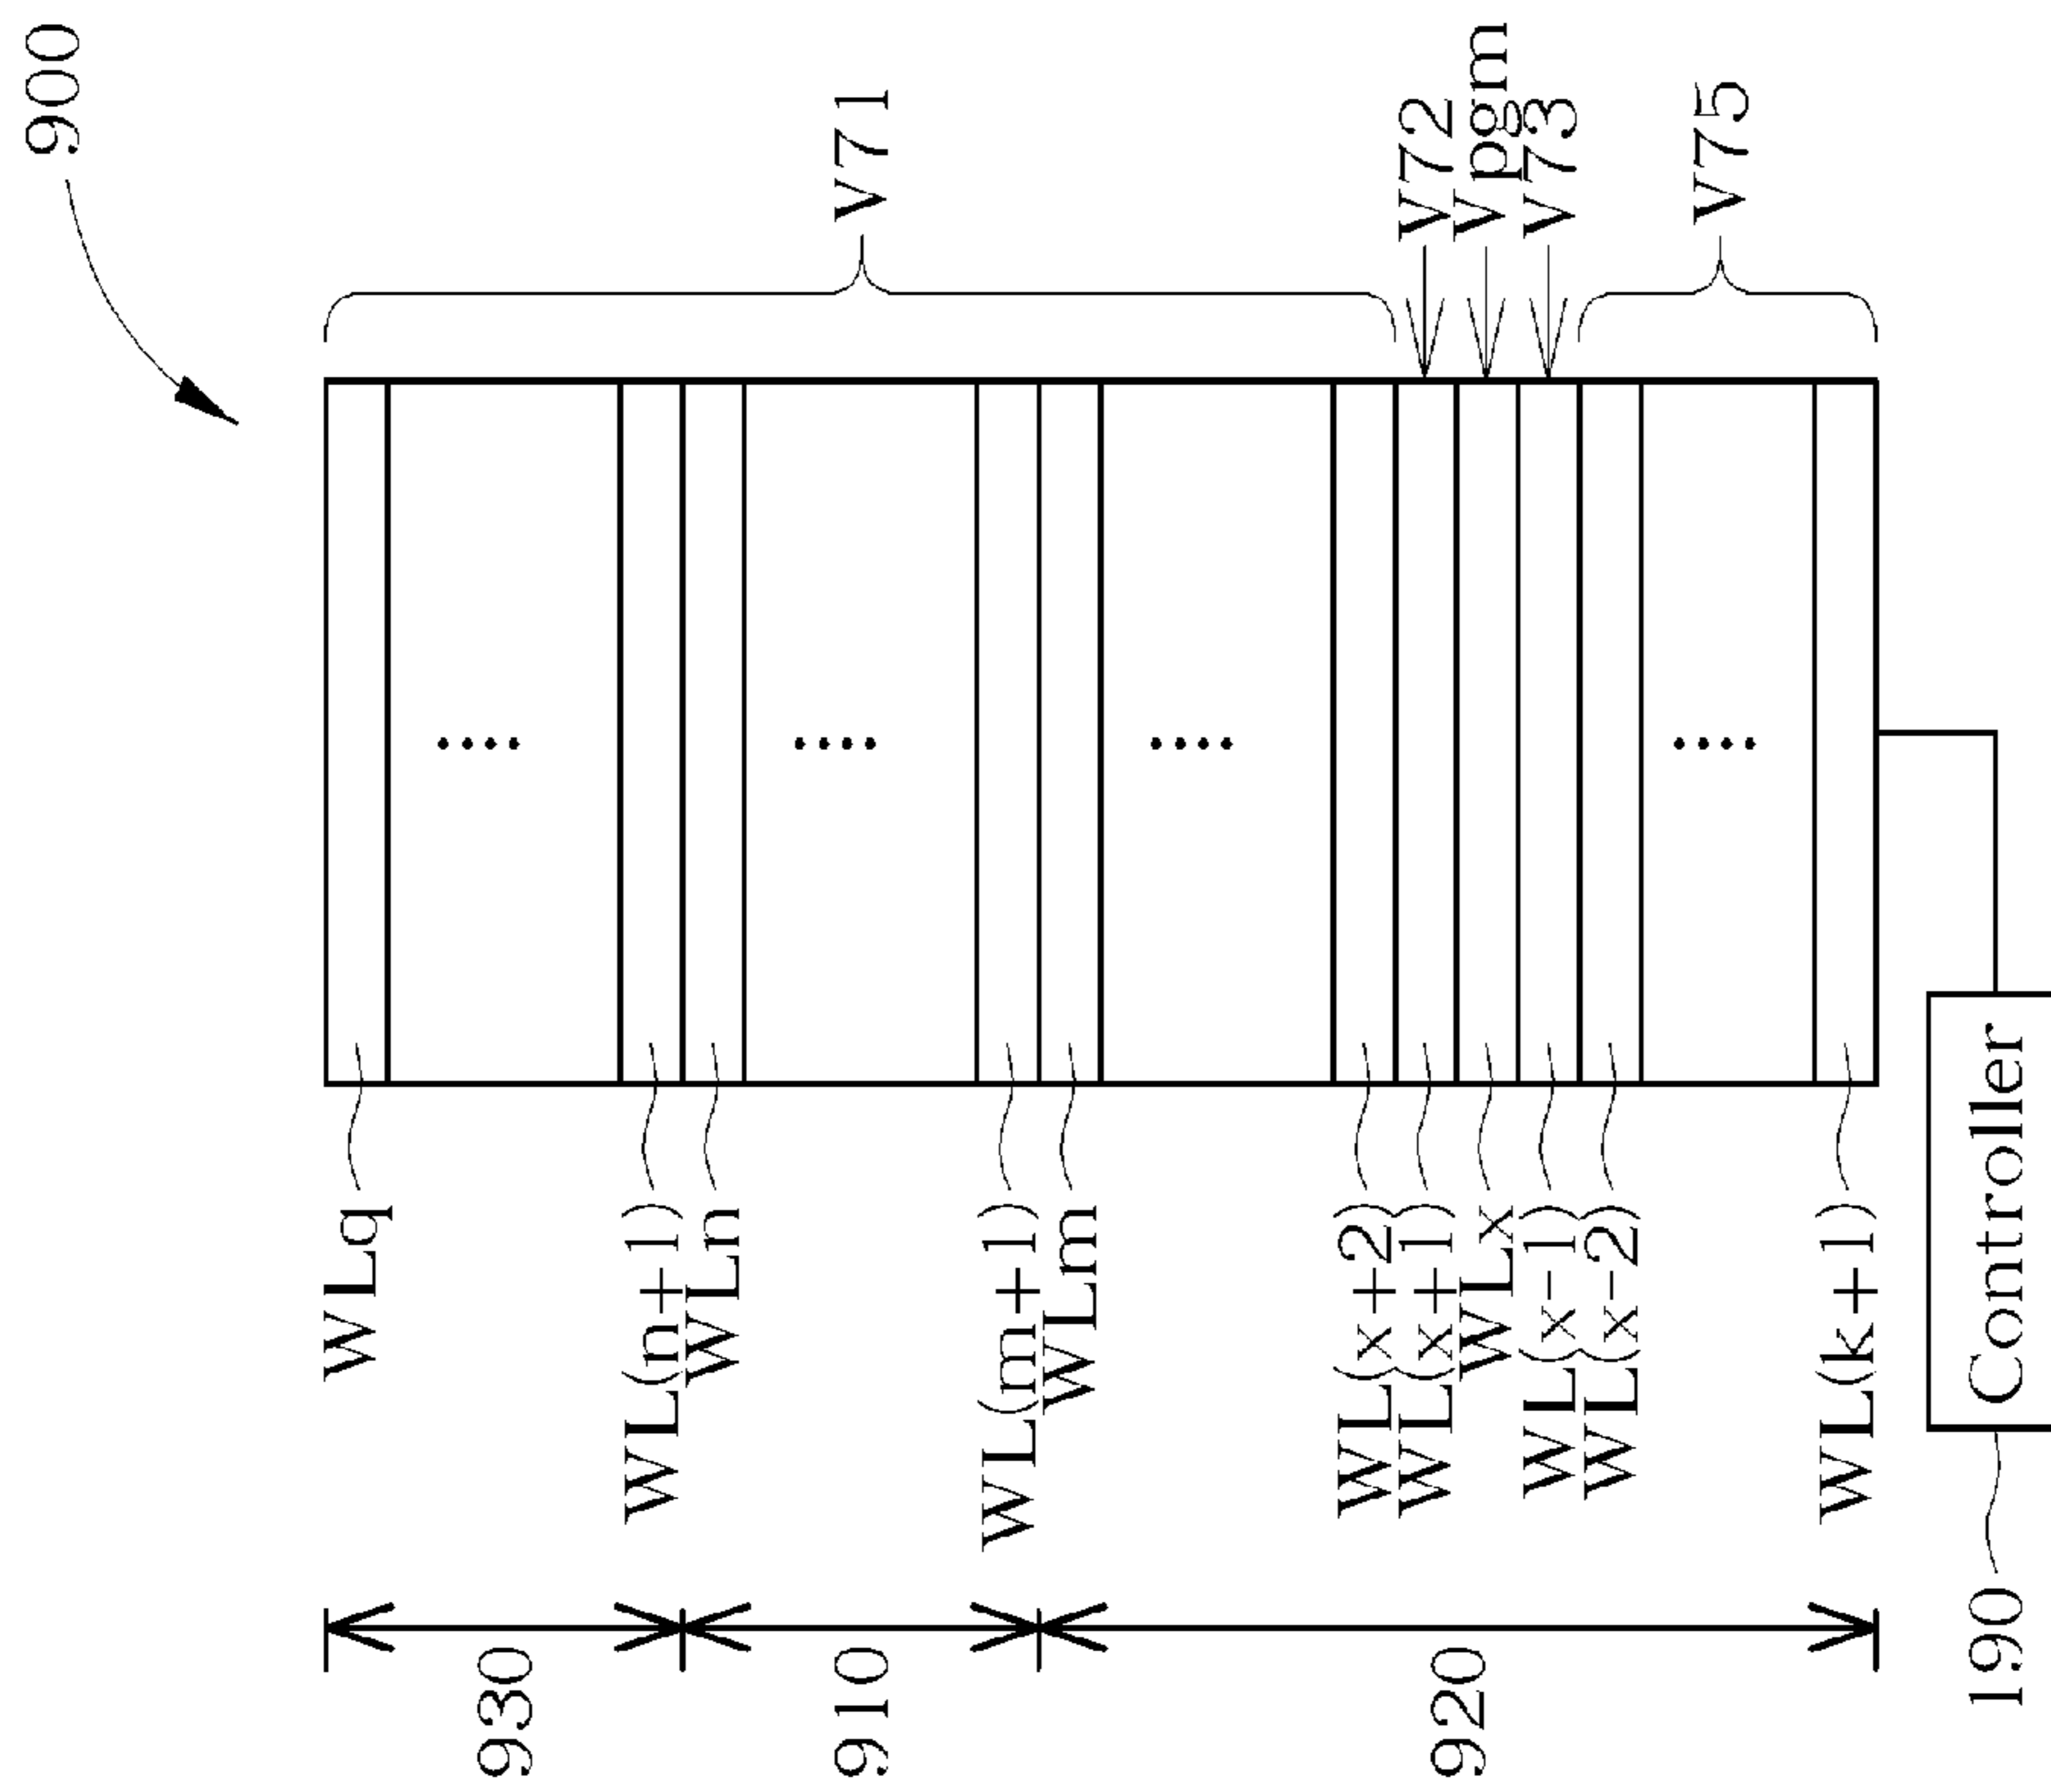 900
WLq
WL(n+1)
WLn
WL(m+1)
WLm
WL(x+2)
WL(x+1)
WLx
WL(x-1)
WL(x-2)
WL(k+1)
V71
V72
Vpgm
V73
V75
....
....
....
....
930
910
920
Controller
190